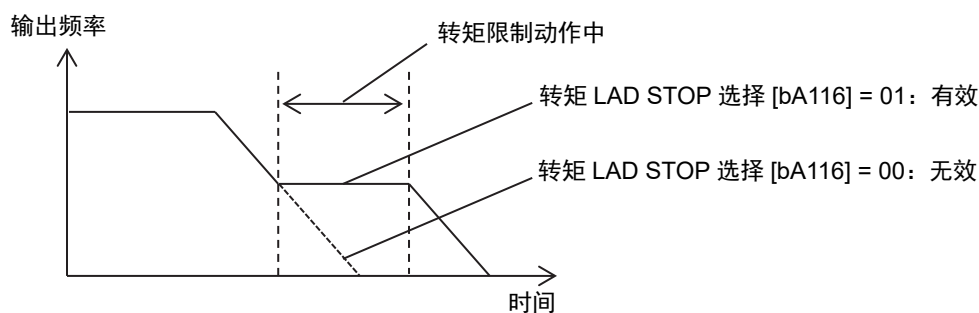 输出频率
转矩限制动作中
转矩 LAD STOP 选择 [bA116] = 01：有效
转矩 LAD STOP 选择 [bA116] = 00：无效
时间